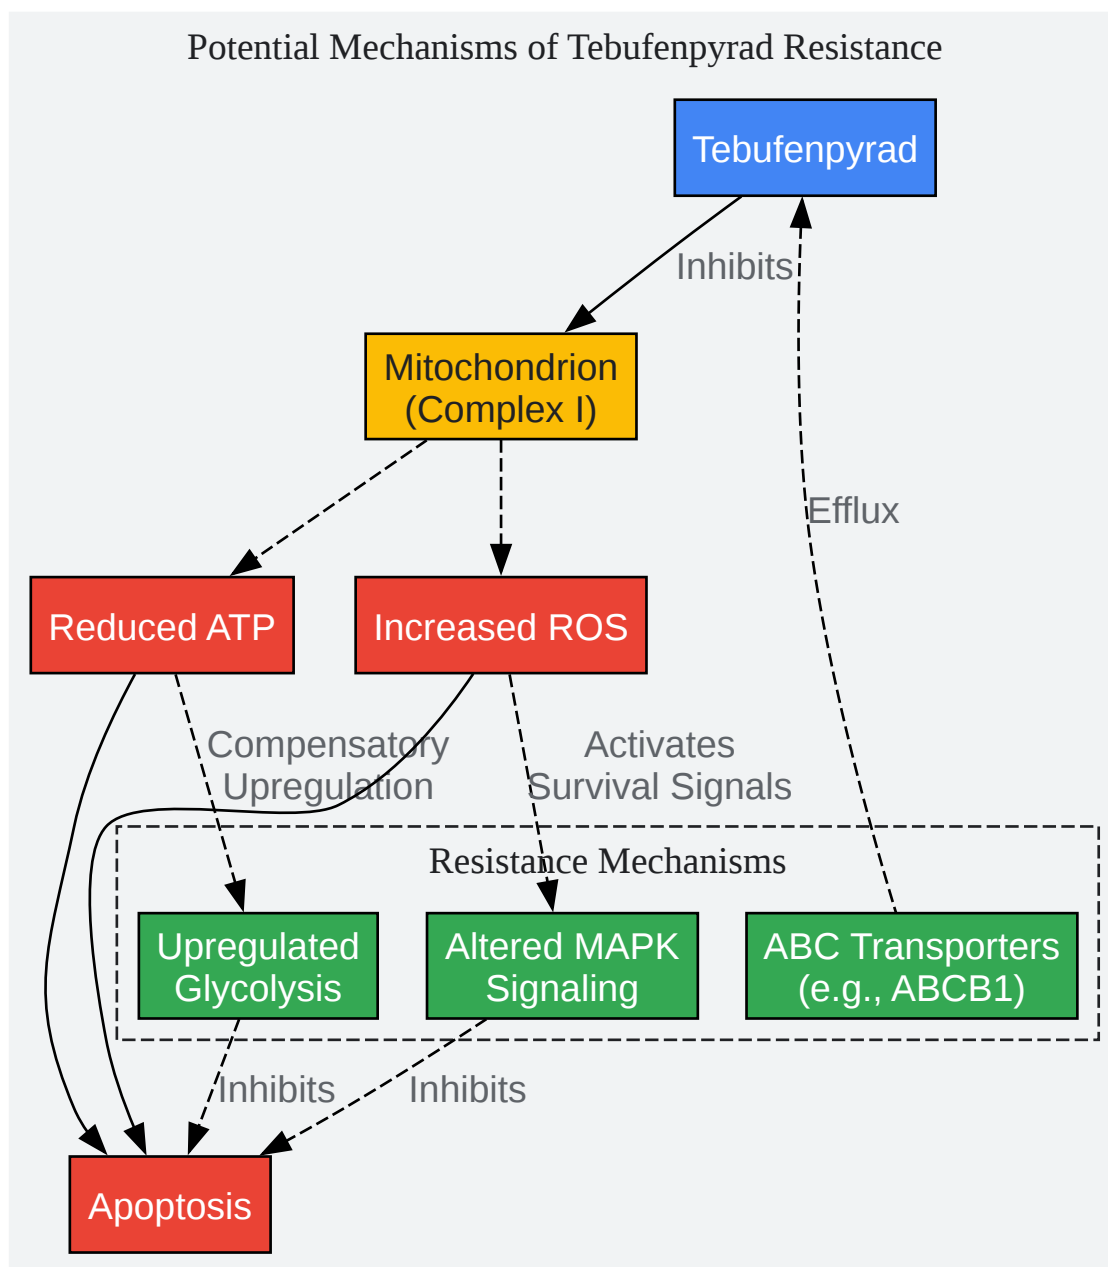 Potential Mechanisms of Tebufenpyrad Resistance
Tebufenpyrad
Inhibits
Mitochondrion
(Complex I)
Efflux
Reduced ATP
Increased ROS
Compensatory
Upregulation
Activates
Survival Signals
Resistance Mechanisms
Upregulated
Glycolysis
Altered MAPK
Signaling
ABC Transporters
(e.g., ABCB1)
Inhibits
Inhibits
Apoptosis